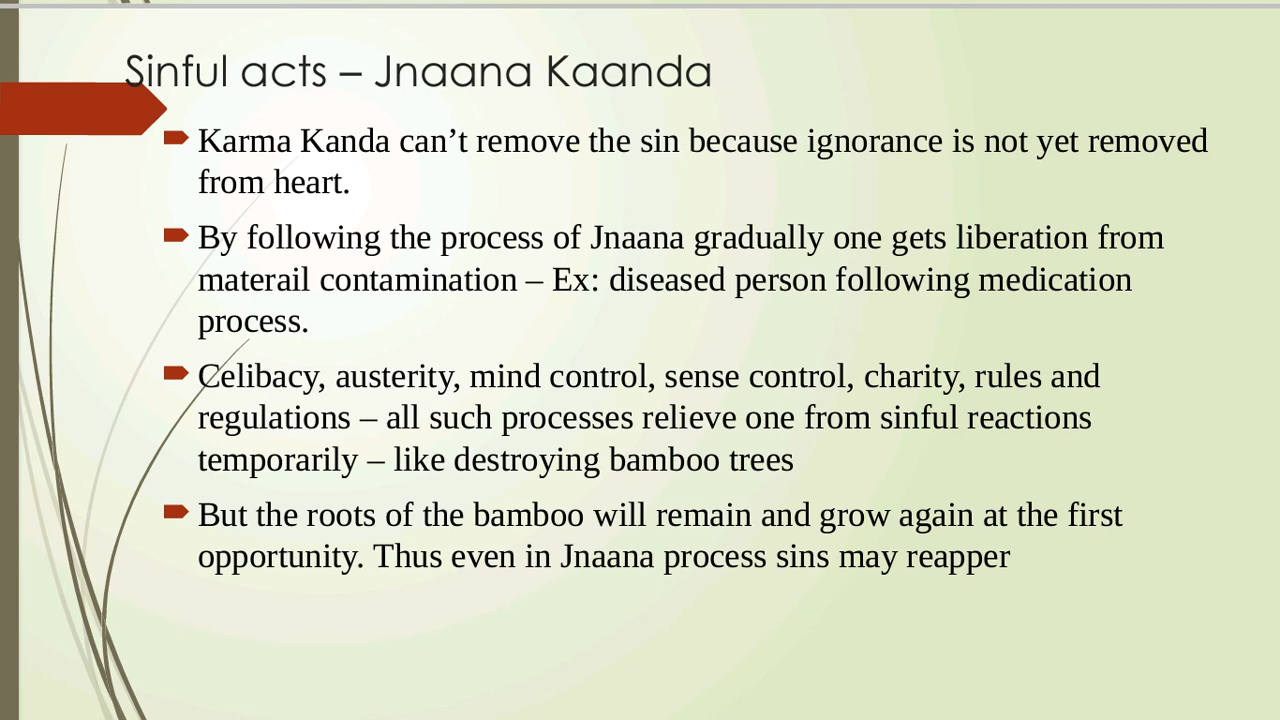 Sinful acts – Jnaana Kaanda
Karma Kanda can’t remove the sin because ignorance is not yet removed
from heart.
By following the process of Jnaana gradually one gets liberation from
materail contamination – Ex: diseased person following medication
process.
Celibacy, austerity, mind control, sense control, charity, rules and
regulations – all such processes relieve one from sinful reactions
temporarily – like destroying bamboo trees
But the roots of the bamboo will remain and grow again at the first
opportunity. Thus even in Jnaana process sins may reapper